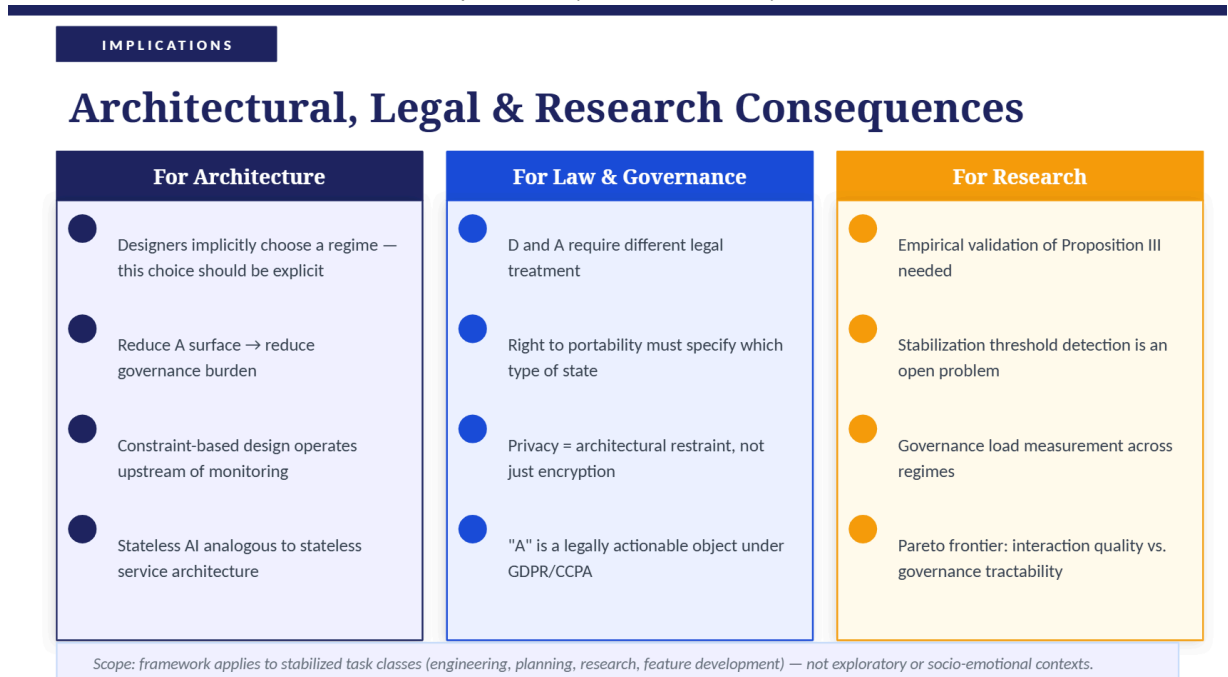 IMPLICATIONS
Architectural, Legal & Research Consequences
For Architecture
Designers implicitly choose a regime —
this choice should be explicit
Reduce A surface → reduce
governance burden
Constraint-based design operates
upstream of monitoring
Stateless AI analogous to stateless
service architecture
For Law & Governance
D and A require different legal
treatment
Right to portability must specify which
type of state
Privacy = architectural restraint, not
just encryption
"A" is a legally actionable object under
GDPR/CCPA
For Research
Empirical validation of Proposition III
needed
Stabilization threshold detection is an
open problem
Governance load measurement across
regimes
Pareto frontier: interaction quality vs.
governance tractability
Scope: framework applies to stabilized task classes (engineering, planning, research, feature development) — not exploratory or socio-emotional contexts.